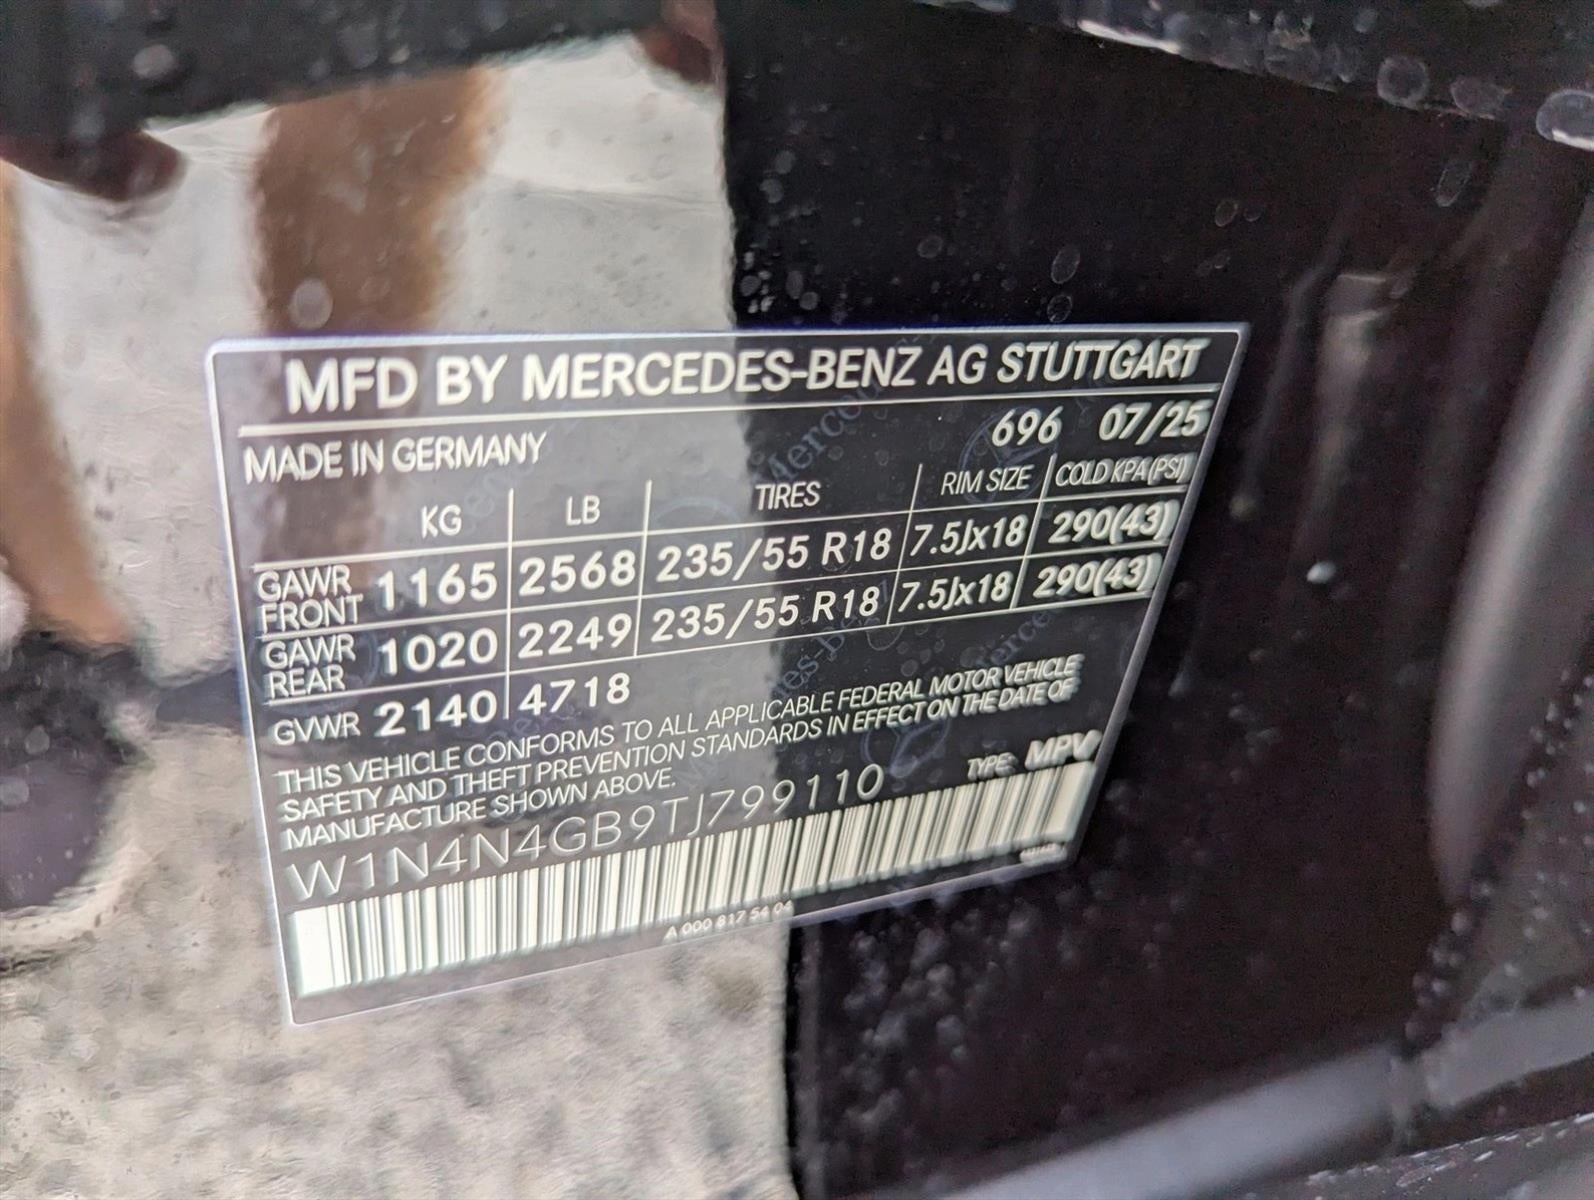 MFD BY MERCEDES-BENZ AG STUTTGART
MADE IN GERMANY 696 07/25
KG LB TIRES RIM SIZE COLD KPA(PSI)
GAWR FRONT 1165 2568 235/55 R18 7.5Jx18 290(43)
GAWR REAR 1020 2249 235/55 R18 7.5Jx18 290(43)
GVWR 2140 4718
THIS VEHICLE CONFORMS TO ALL APPLICABLE FEDERAL MOTOR VEHICLE
SAFETY AND THEFT PREVENTION STANDARDS IN EFFECT ON THE DATE OF
MANUFACTURE SHOWN ABOVE.
W1N4N4GB9TJ799110 TYPE: MPV
A 000 817 54 04